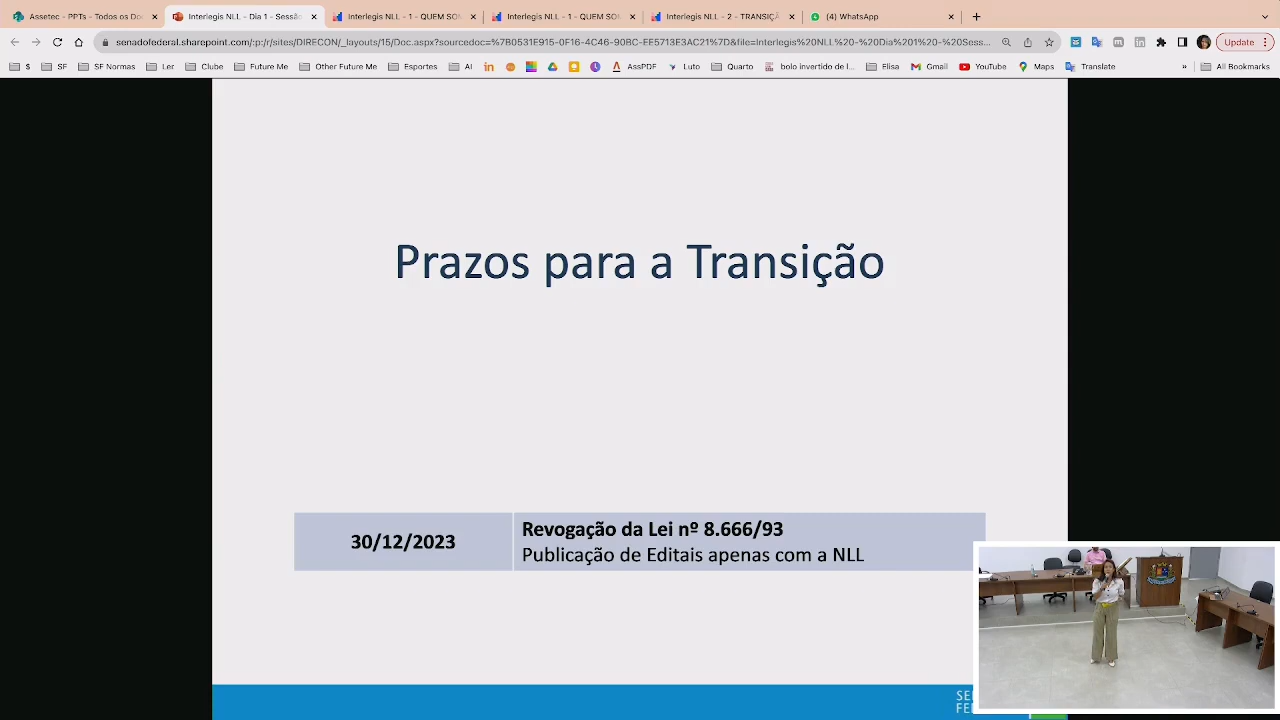 Assetec - PPTs - Todos os Do
Interlegis NLL - Dia 1 - Sessã
Interlegis NLL - 1 - QUEM SO
Interlegis NLL - 1 - QUEM SO
Interlegis NLL - 2 - TRANSIÇ
(4) WhatsApp
senadofederal.sharepoint.com/:p:/r/sites/DIRECON/_layouts/15/Doc.aspx?sourcedoc=%7B0531E915-0F16-4C46-90BC-EE5713F3AC21%7D&file=Interlegis%20NLL%20-%20Dia%201%20-%20Sess...
Update
$
SF
SF Normas
Ler
Clube
Future Me
Other Future Me
Esportes
AI
AssPDF
Luto
Quarto
bolo invertido de l...
Elisa
Gmail
YouTube
Maps
Translate
»
All Bookmarks
Prazos para a Transição
30/12/2023
Revogação da Lei nº 8.666/93
Publicação de Editais apenas com a NLL